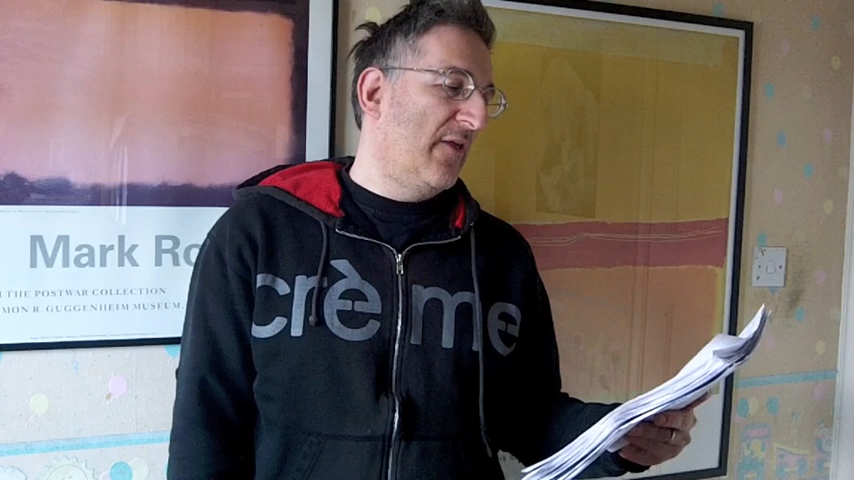 Mark Ro
THE POSTWAR COLLECTION
MON R. GUGGENHEIM MUSEUM.
crème